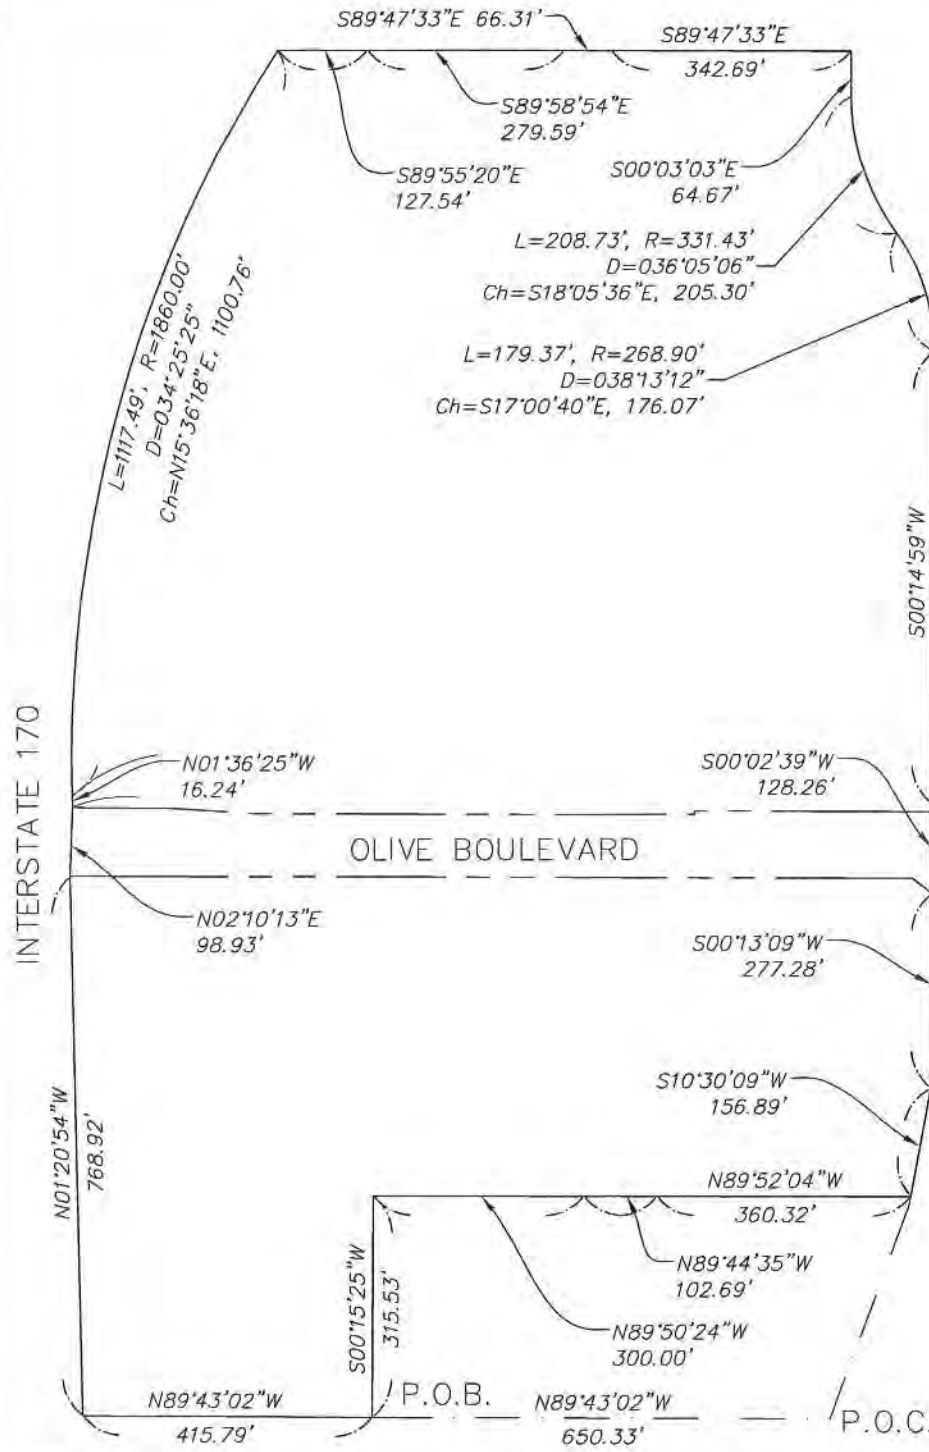 S89°47'33"E 66.31'
S89°47'33"E
342.69'
S89°58'54"E
279.59'
S89°55'20"E
127.54'
S00°03'03"E
64.67'
L=208.73', R=331.43'
D=036°05'06"
Ch=S18°05'36"E, 205.30'
L=1117.49', R=1860.00'
D=034°25'25"
Ch=N15°36'18"E, 1100.76'
L=179.37', R=268.90'
D=038°13'12"
Ch=S17°00'40"E, 176.07'
S00°14'59"W
INTERSTATE 170
N01°36'25"W
16.24'
S00°02'39"W
128.26'
OLIVE BOULEVARD
N02°10'13"E
98.93'
S00°13'09"W
277.28'
S10°30'09"W
156.89'
N01°20'54"W
768.92'
N89°52'04"W
360.32'
N89°44'35"W
102.69'
S00°15'25"W
315.53'
N89°50'24"W
300.00'
N89°43'02"W
415.79'
P.O.B.
N89°43'02"W
650.33'
P.O.C.